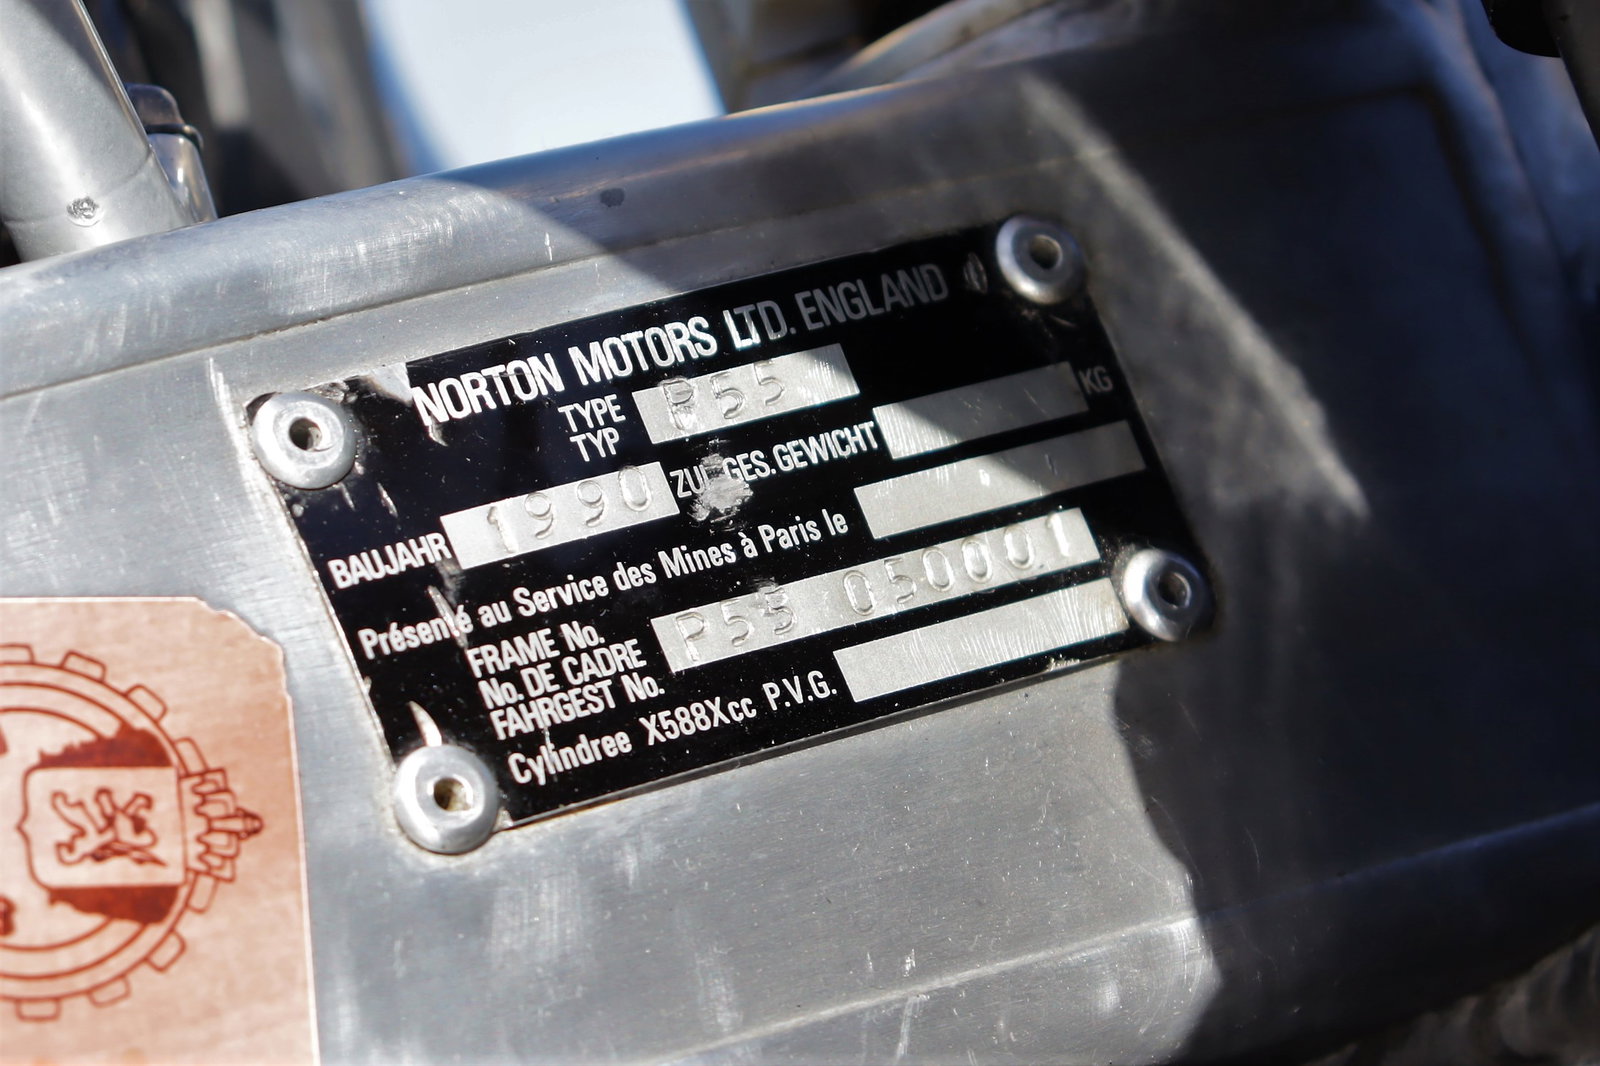 NORTON MOTORS LTD. ENGLAND
TYPE
TYP P55
BAUJAHR 1990 ZUL GES. GEWICHT KG
Présenté au Service des Mines à Paris le
FRAME No.
No. DE CADRE P55 050001
FAHRGEST No.
Cylindree X588Xcc P.V.G.